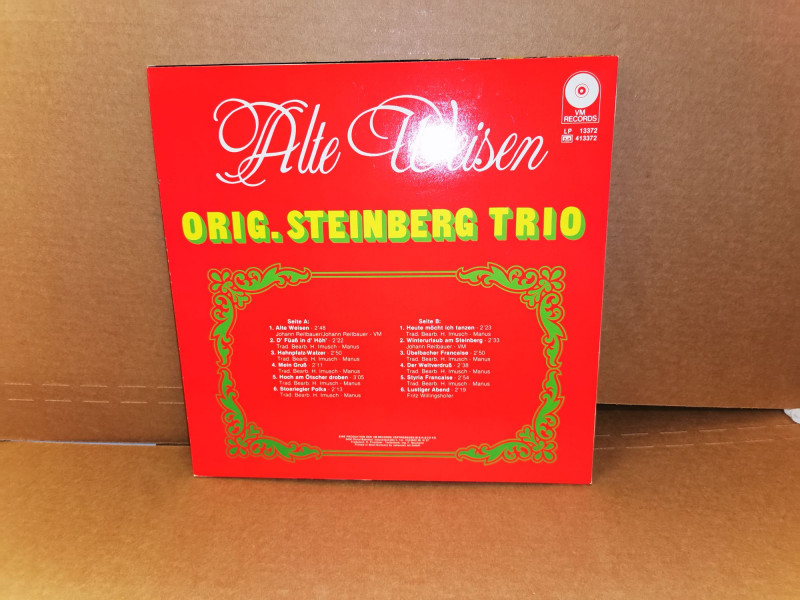 Alte Weisen
VM
RECORDS
LP 13372
413372
ORIG. STEINBERG TRIO
Seite A:
1. Alte Weisen - 2'48
Johann Reitbauer/Johann Reitbauer - VM
2. D' Füaß in d' Höh' - 2'22
Trad. Bearb. H. Imusch - Manus
3. Hahnpfalz-Walzer - 2'50
Trad. Bearb. H. Imusch - Manus
4. Main Gruß - 2'11
Trad. Bearb. H. Imusch - Manus
5. Hoch am Ötscher droben - 3'05
Trad. Bearb. H. Imusch - Manus
6. Stoariegler Polka - 2'13
Trad. Bearb. H. Imusch - Manus
Seite B:
1. Heute möcht ich tanzen - 2'23
Trad. Bearb. H. Imusch - Manus
2. Winterurlaub am Steinberg - 2'33
Johann Reitbauer - VM
3. Übelbacher Francaise - 2'50
Trad. Bearb. H. Imusch - Manus
4. Der Weltverdruß - 2'38
Trad. Bearb. H. Imusch - Manus
5. Styria Francaise - 2'54
Trad. Bearb. H. Imusch - Manus
6. Lustiger Abend - 2'19
Fritz Willingshofer